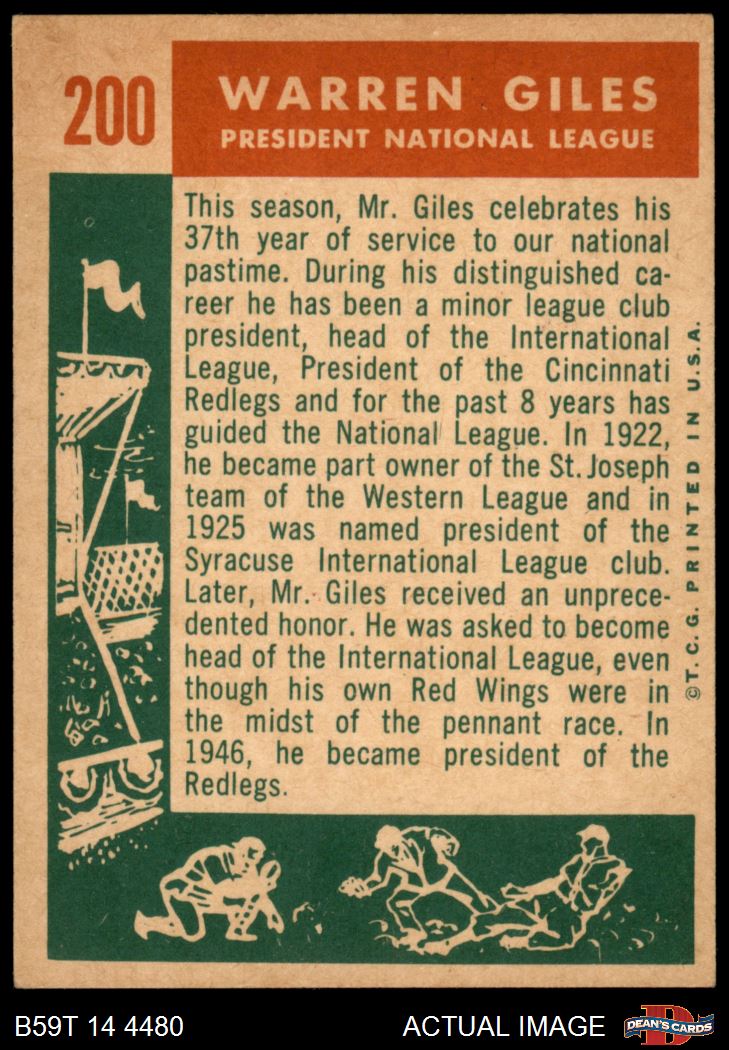 200
WARREN GILES
PRESIDENT NATIONAL LEAGUE
This season, Mr. Giles celebrates his
37th year of service to our national
pastime. During his distinguished ca-
reer he has been a minor league club
president, head of the International
League, President of the Cincinnati
Redlegs and for the past 8 years has
guided the National League. In 1922,
he became part owner of the St. Joseph
team of the Western League and in
1925 was named president of the
Syracuse International League club.
Later, Mr. Giles received an unprece-
dented honor. He was asked to become
head of the International League, even
though his own Red Wings were in
the midst of the pennant race. In
1946, he became president of the
Redlegs.
©T. C. G. PRINTED IN U.S.A.
B59T 14 4480
ACTUAL IMAGE
D
DEAN'S CARDS